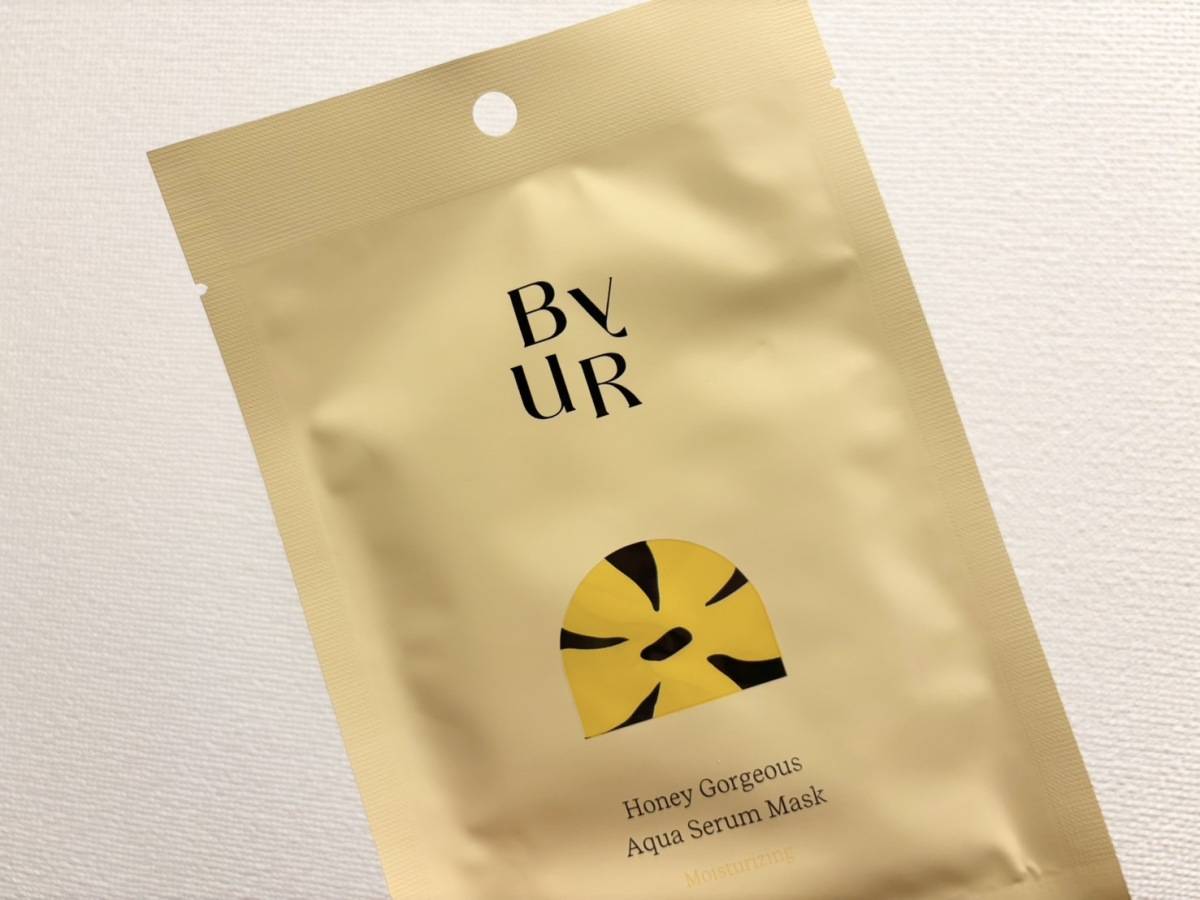 By
UR
Honey Gorgeous
Aqua Serum Mask
Moisturizing